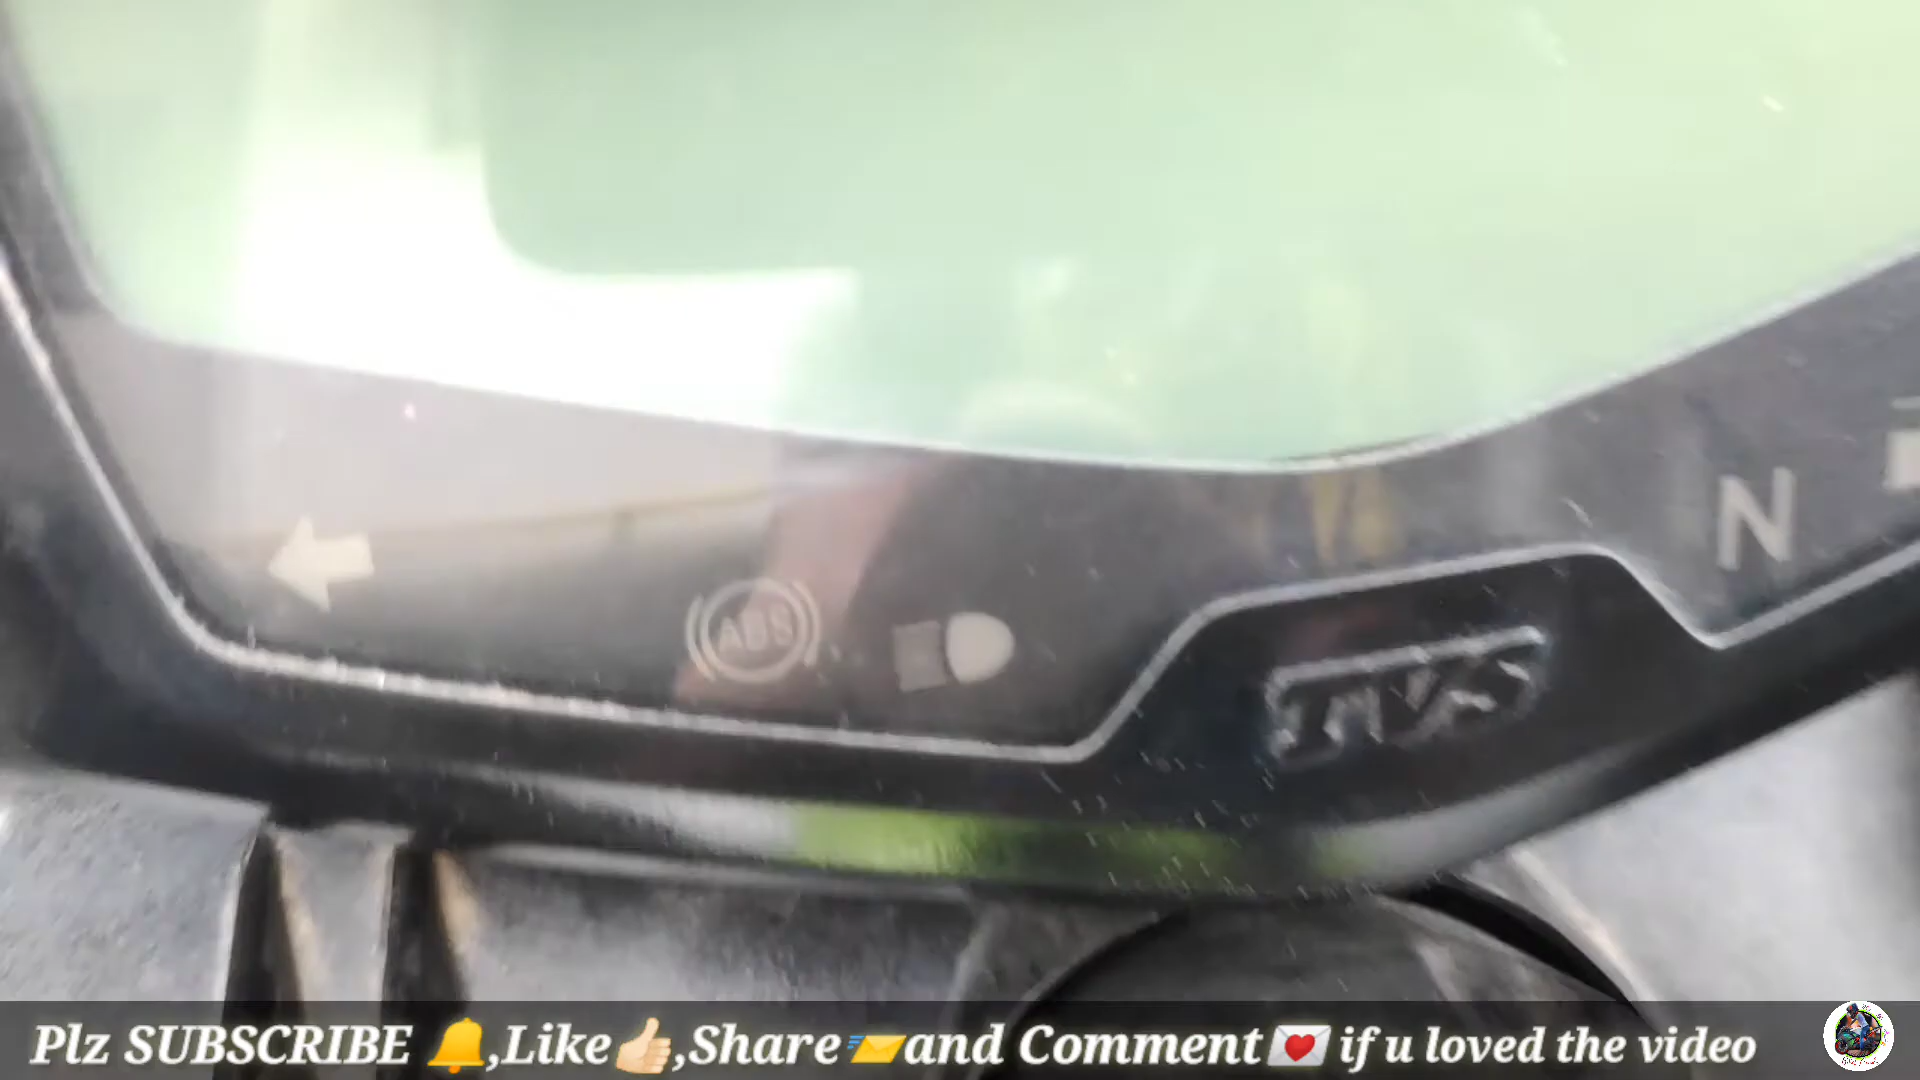 ABS
N
TVS
Plz SUBSCRIBE 🔔,Like👍🏻,Share📨and Comment💌if u loved the video